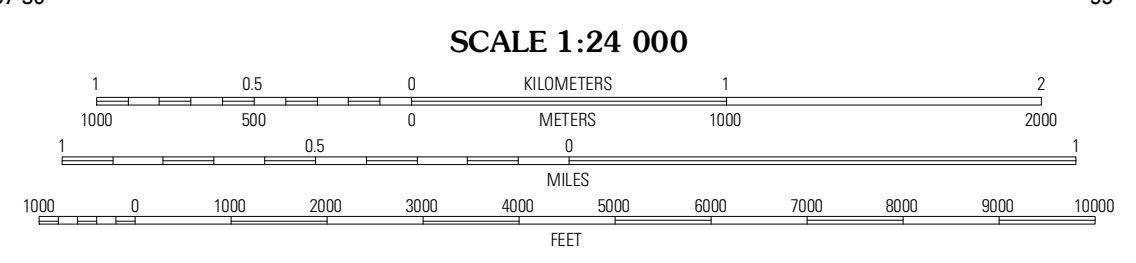 SCALE 1:24 000
1 0.5 0 KILOMETERS 1 2
1000 500 0 METERS 1000 2000
1 0.5 0 1
MILES
1000 0 1000 2000 3000 4000 5000 6000 7000 8000 9000 10000
FEET